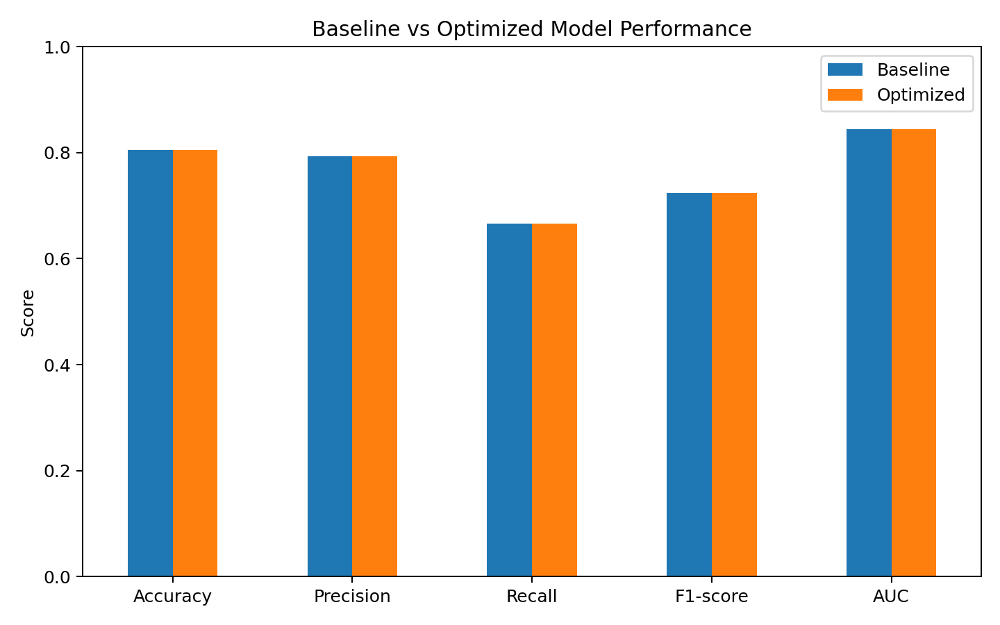 Baseline vs Optimized Model Performance
1.0
Baseline
Optimized
0.8
0.6
Score
0.4
0.2
0.0
Accuracy Precision Recall F1-score AUC